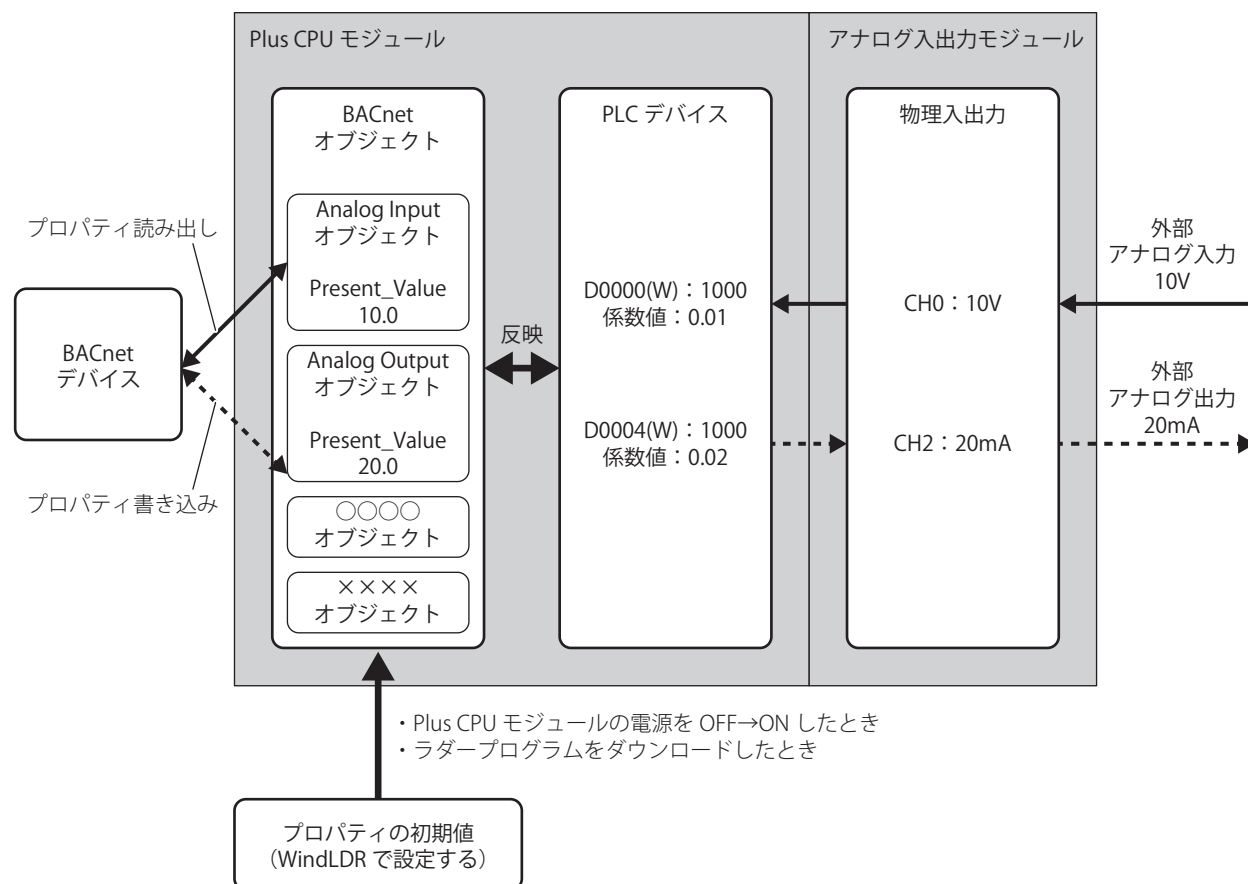 Plus CPU モジュール
アナログ入出力モジュール
BACnet
オブジェクト
PLC デバイス
物理入出力
プロパティ読み出し
Analog Input
オブジェクト
Present_Value
10.0
BACnet
デバイス
反映
Analog Output
オブジェクト
Present_Value
20.0
プロパティ書き込み
○○○○
オブジェクト
××××
オブジェクト
D0000(W):1000
係数値:0.01
D0004(W):1000
係数値:0.02
CH0:10V
CH2:20mA
外部
アナログ入力
10V
外部
アナログ出力
20mA
・Plus CPU モジュールの電源を OFF→ON したとき
・ラダープログラムをダウンロードしたとき
プロパティの初期値
(WindLDR で設定する)